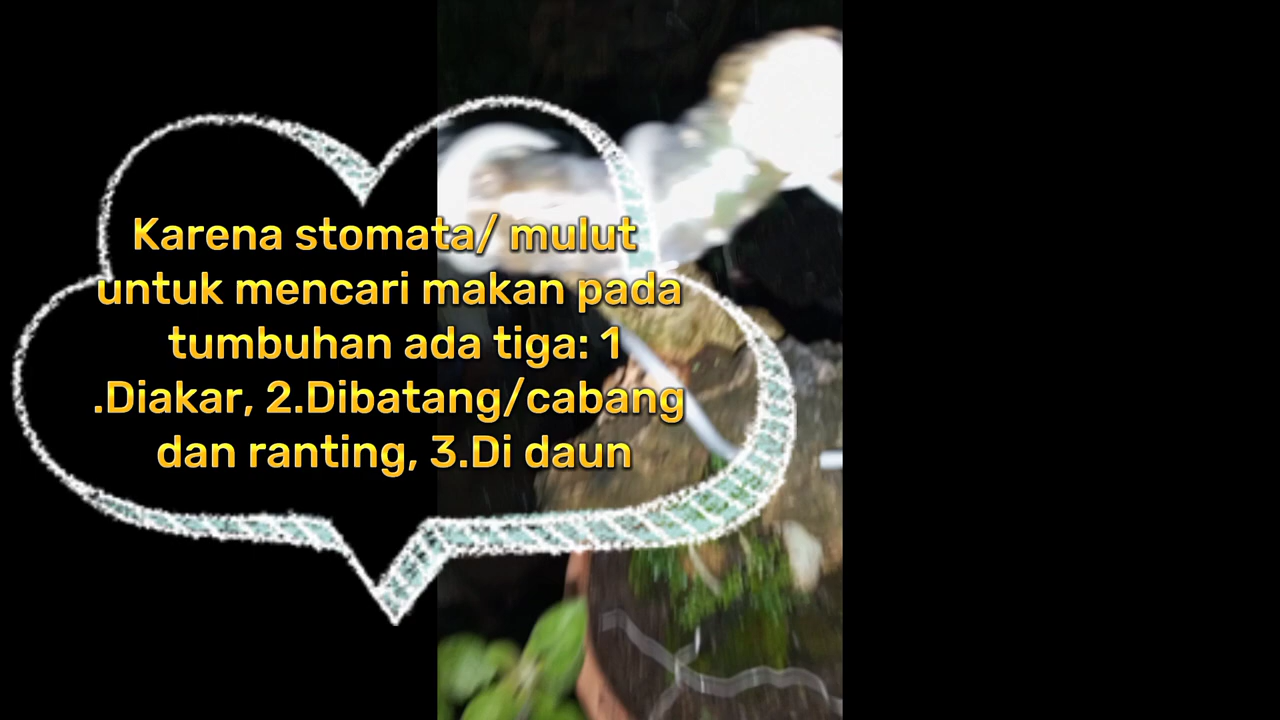 Karena stomata/ mulut
untuk mencari makan pada
tumbuhan ada tiga: 1
.Diakar, 2.Dibatang/cabang
dan ranting, 3.Di daun